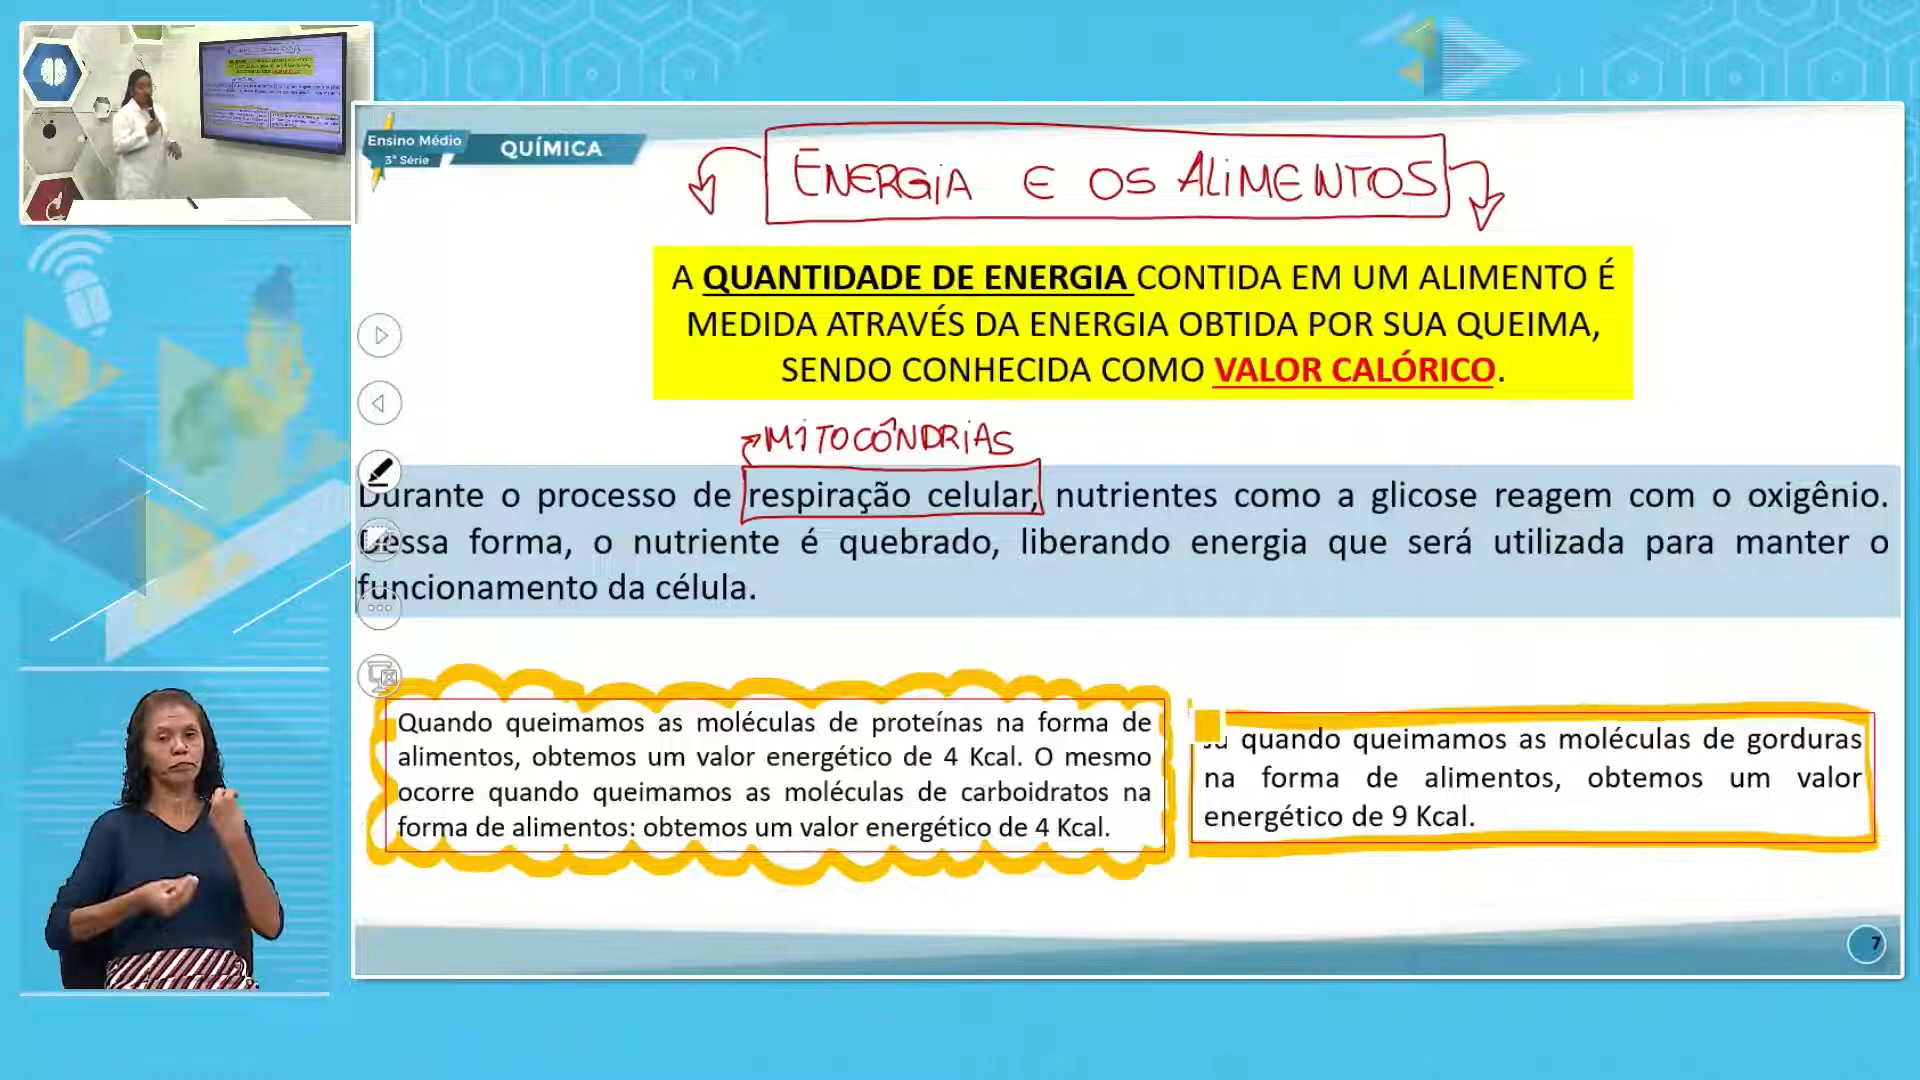 Ensino Médio
3ª Série
QUÍMICA
ENERGIA E OS ALIMENTOS
A QUANTIDADE DE ENERGIA CONTIDA EM UM ALIMENTO É
MEDIDA ATRAVÉS DA ENERGIA OBTIDA POR SUA QUEIMA,
SENDO CONHECIDA COMO VALOR CALÓRICO.
MITOCÔNDRIAS
Durante o processo de respiração celular, nutrientes como a glicose reagem com o oxigênio.
Dessa forma, o nutriente é quebrado, liberando energia que será utilizada para manter o
funcionamento da célula.
Quando queimamos as moléculas de proteínas na forma de
alimentos, obtemos um valor energético de 4 Kcal. O mesmo
ocorre quando queimamos as moléculas de carboidratos na
forma de alimentos: obtemos um valor energético de 4 Kcal.
Já quando queimamos as moléculas de gorduras
na forma de alimentos, obtemos um valor
energético de 9 Kcal.
7